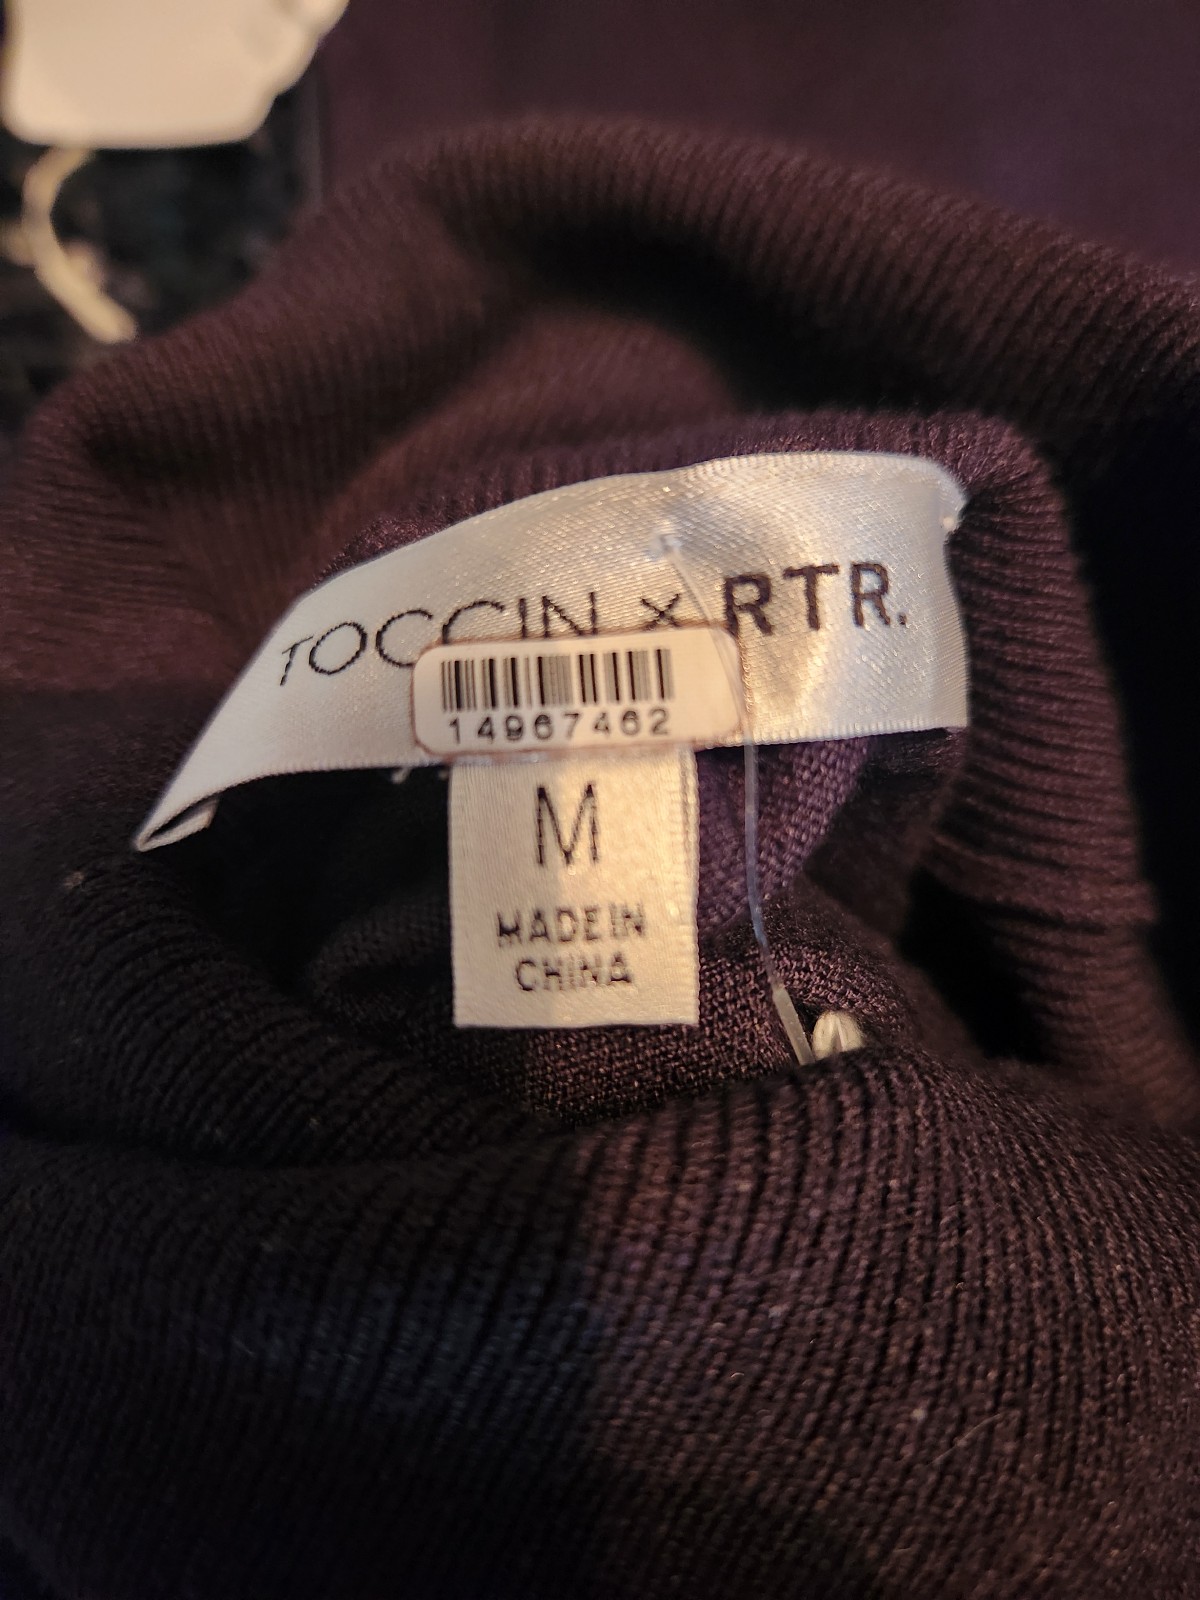 TOCCIN x RTR.
14967462
M
MADE IN
CHINA